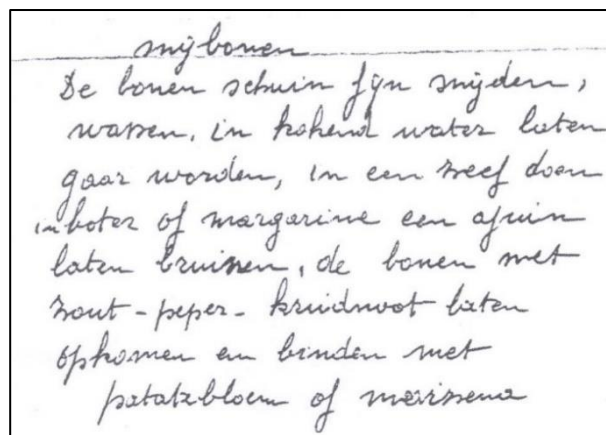 snijbonen
De bonen schuin fijn snijden,
wassen, in kokend water laten
gaar worden, in een zeef doen
in boter of margarine een ajuin
laten bruinen, de bonen met
zout - peper - kruidnoot laten
opkomen en binden met
patatebloem of maizena